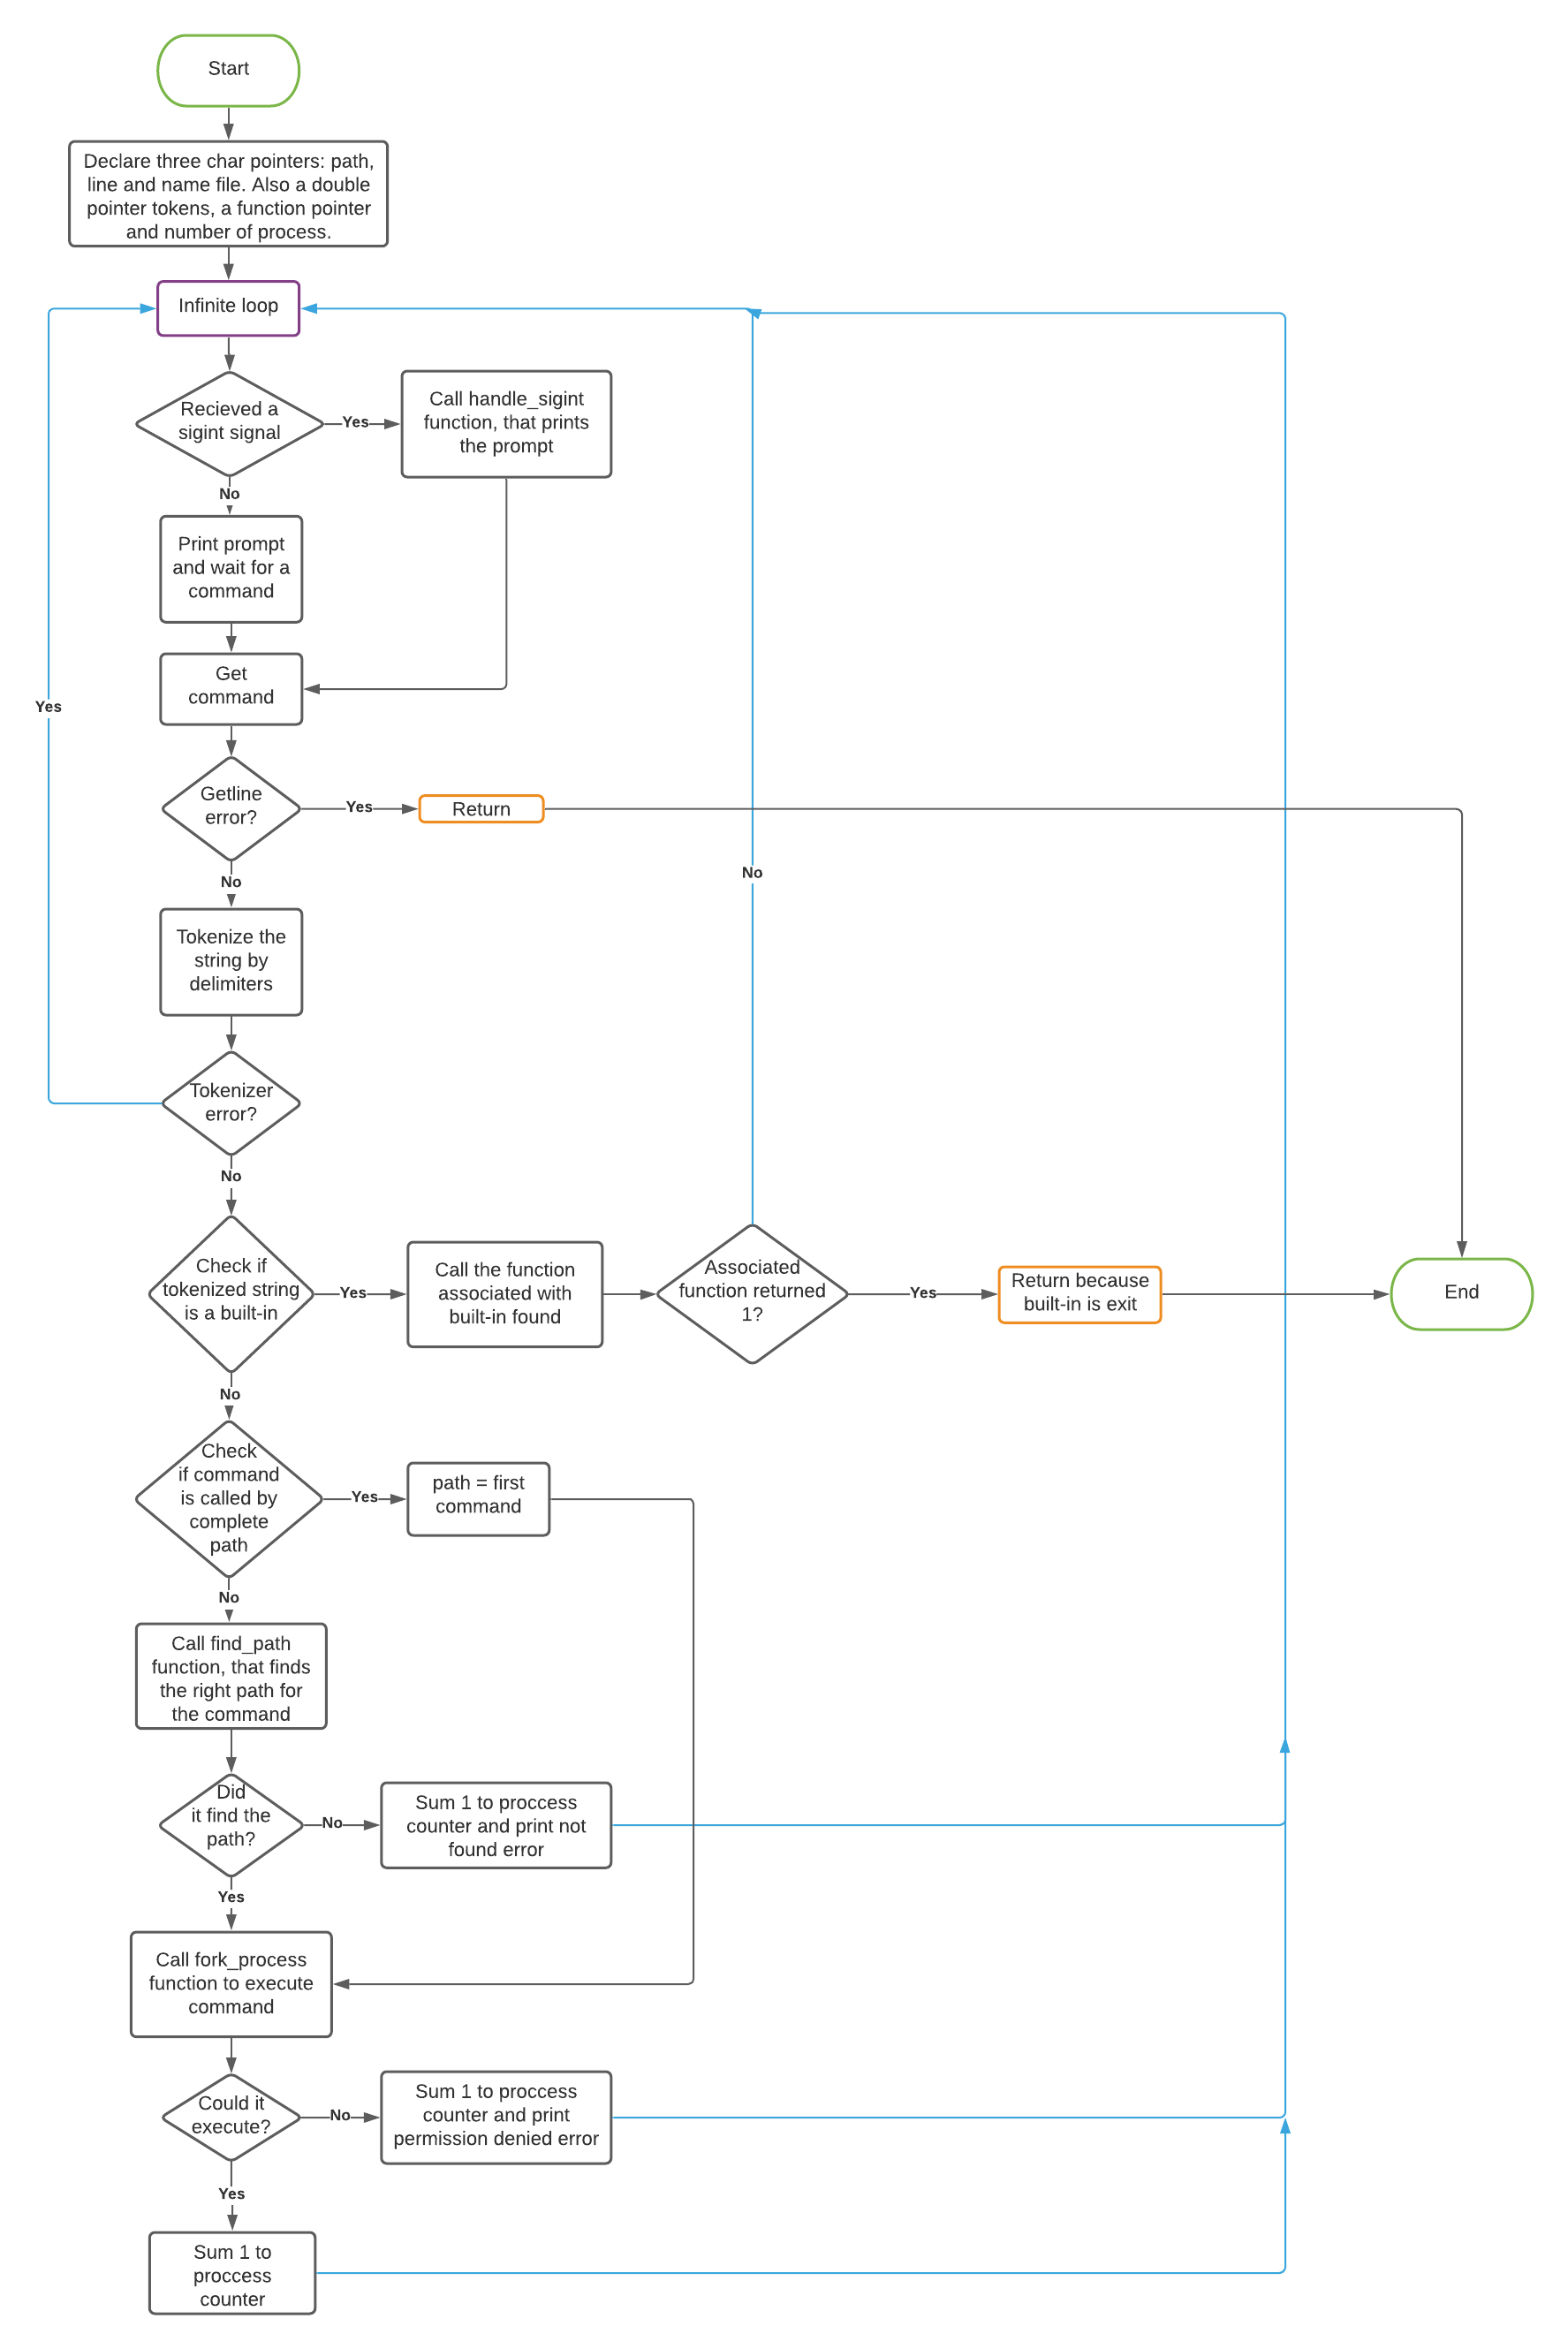 Start
Declare three char pointers: path,
line and name file. Also a double
pointer tokens, a function pointer
and number of process.
Infinite loop
Recieved a
sigint signal
Yes
Call handle_sigint
function, that prints
the prompt
No
Print prompt
and wait for a
command
Get
command
Yes
Getline
error?
Yes
Return
No
No
Tokenize the
string by
delimiters
Tokenizer
error?
No
Check if
tokenized string
is a built-in
Yes
Call the function
associated with
built-in found
Associated
function returned
1?
Yes
Return because
built-in is exit
End
No
Check
if command
is called by
complete
path
Yes
path = first
command
No
Call find_path
function, that finds
the right path for
the command
Did
it find the
path?
No
Sum 1 to proccess
counter and print not
found error
Yes
Call fork_process
function to execute
command
Could it
execute?
No
Sum 1 to proccess
counter and print
permission denied error
Yes
Sum 1 to
proccess
counter